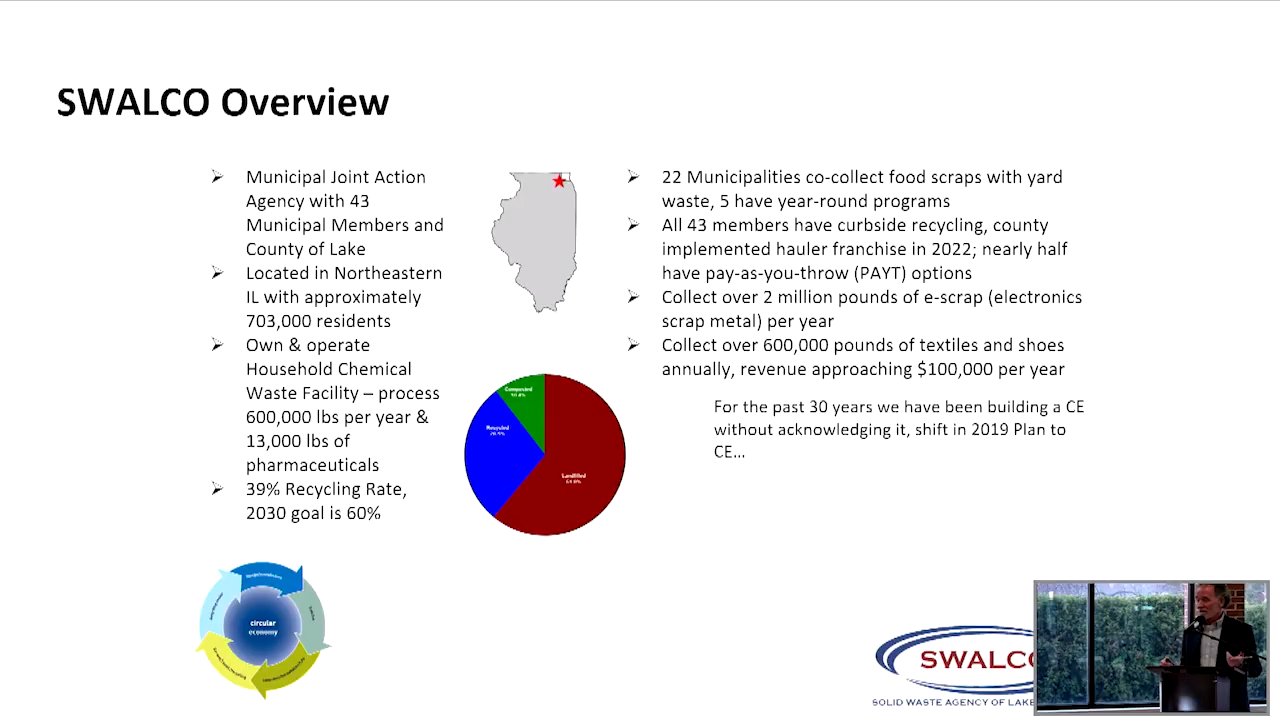 SWALCO Overview
Municipal Joint Action
Agency with 43
Municipal Members and
County of Lake
Located in Northeastern
IL with approximately
703,000 residents
Own & operate
Household Chemical
Waste Facility – process
600,000 lbs per year &
13,000 lbs of
pharmaceuticals
39% Recycling Rate,
2030 goal is 60%
22 Municipalities co-collect food scraps with yard
waste, 5 have year-round programs
All 43 members have curbside recycling, county
implemented hauler franchise in 2022; nearly half
have pay-as-you-throw (PAYT) options
Collect over 2 million pounds of e-scrap (electronics
scrap metal) per year
Collect over 600,000 pounds of textiles and shoes
annually, revenue approaching $100,000 per year
For the past 30 years we have been building a CE
without acknowledging it, shift in 2019 Plan to
CE...
Composted
Recycled
Landfilled
circular
economy
SWALC
SOLID WASTE AGENCY OF LAKE